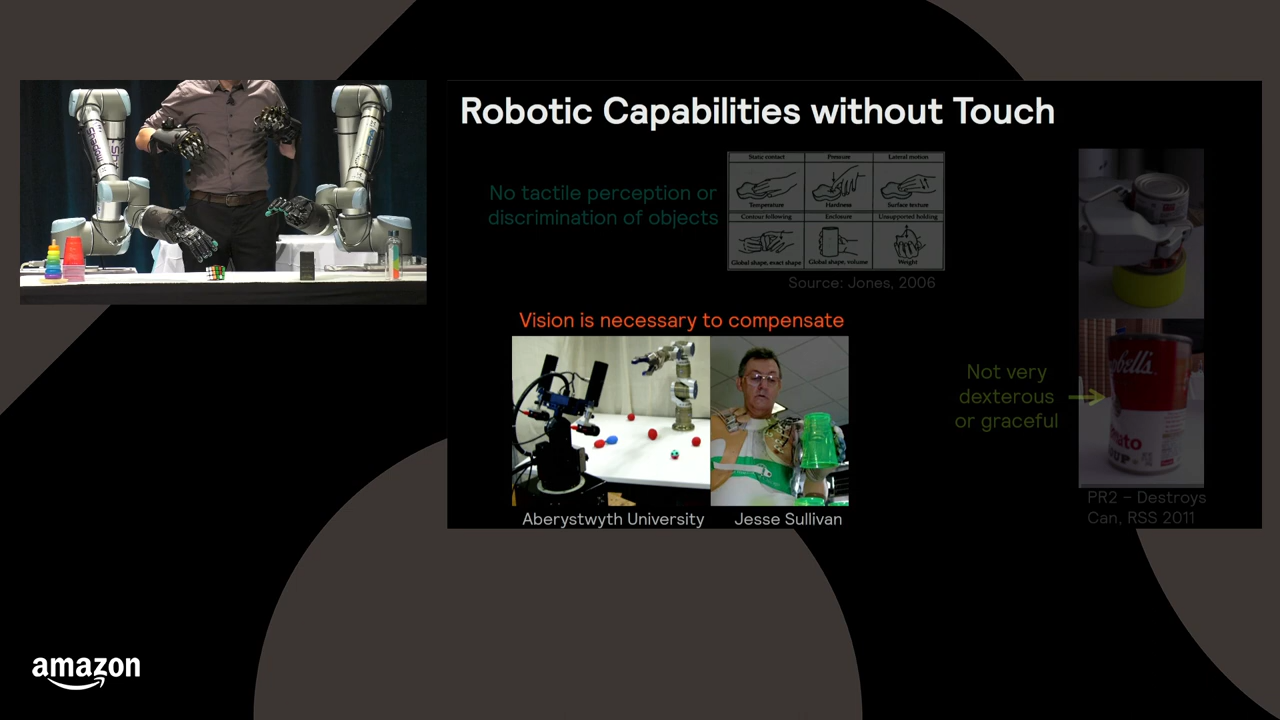 Robotic Capabilities without Touch
No tactile perception or
discrimination of objects
Static contact
Pressure
Lateral motion
Temperature
Hardness
Surface texture
Contour following
Enclosure
Unsupported holding
Global shape, exact shape
Global shape, volume
Weight
Source: Jones, 2006
Vision is necessary to compensate
Aberystwyth University
Jesse Sullivan
Not very
dexterous
or graceful
PR2 – Destroys
Can, RSS 2011
amazon